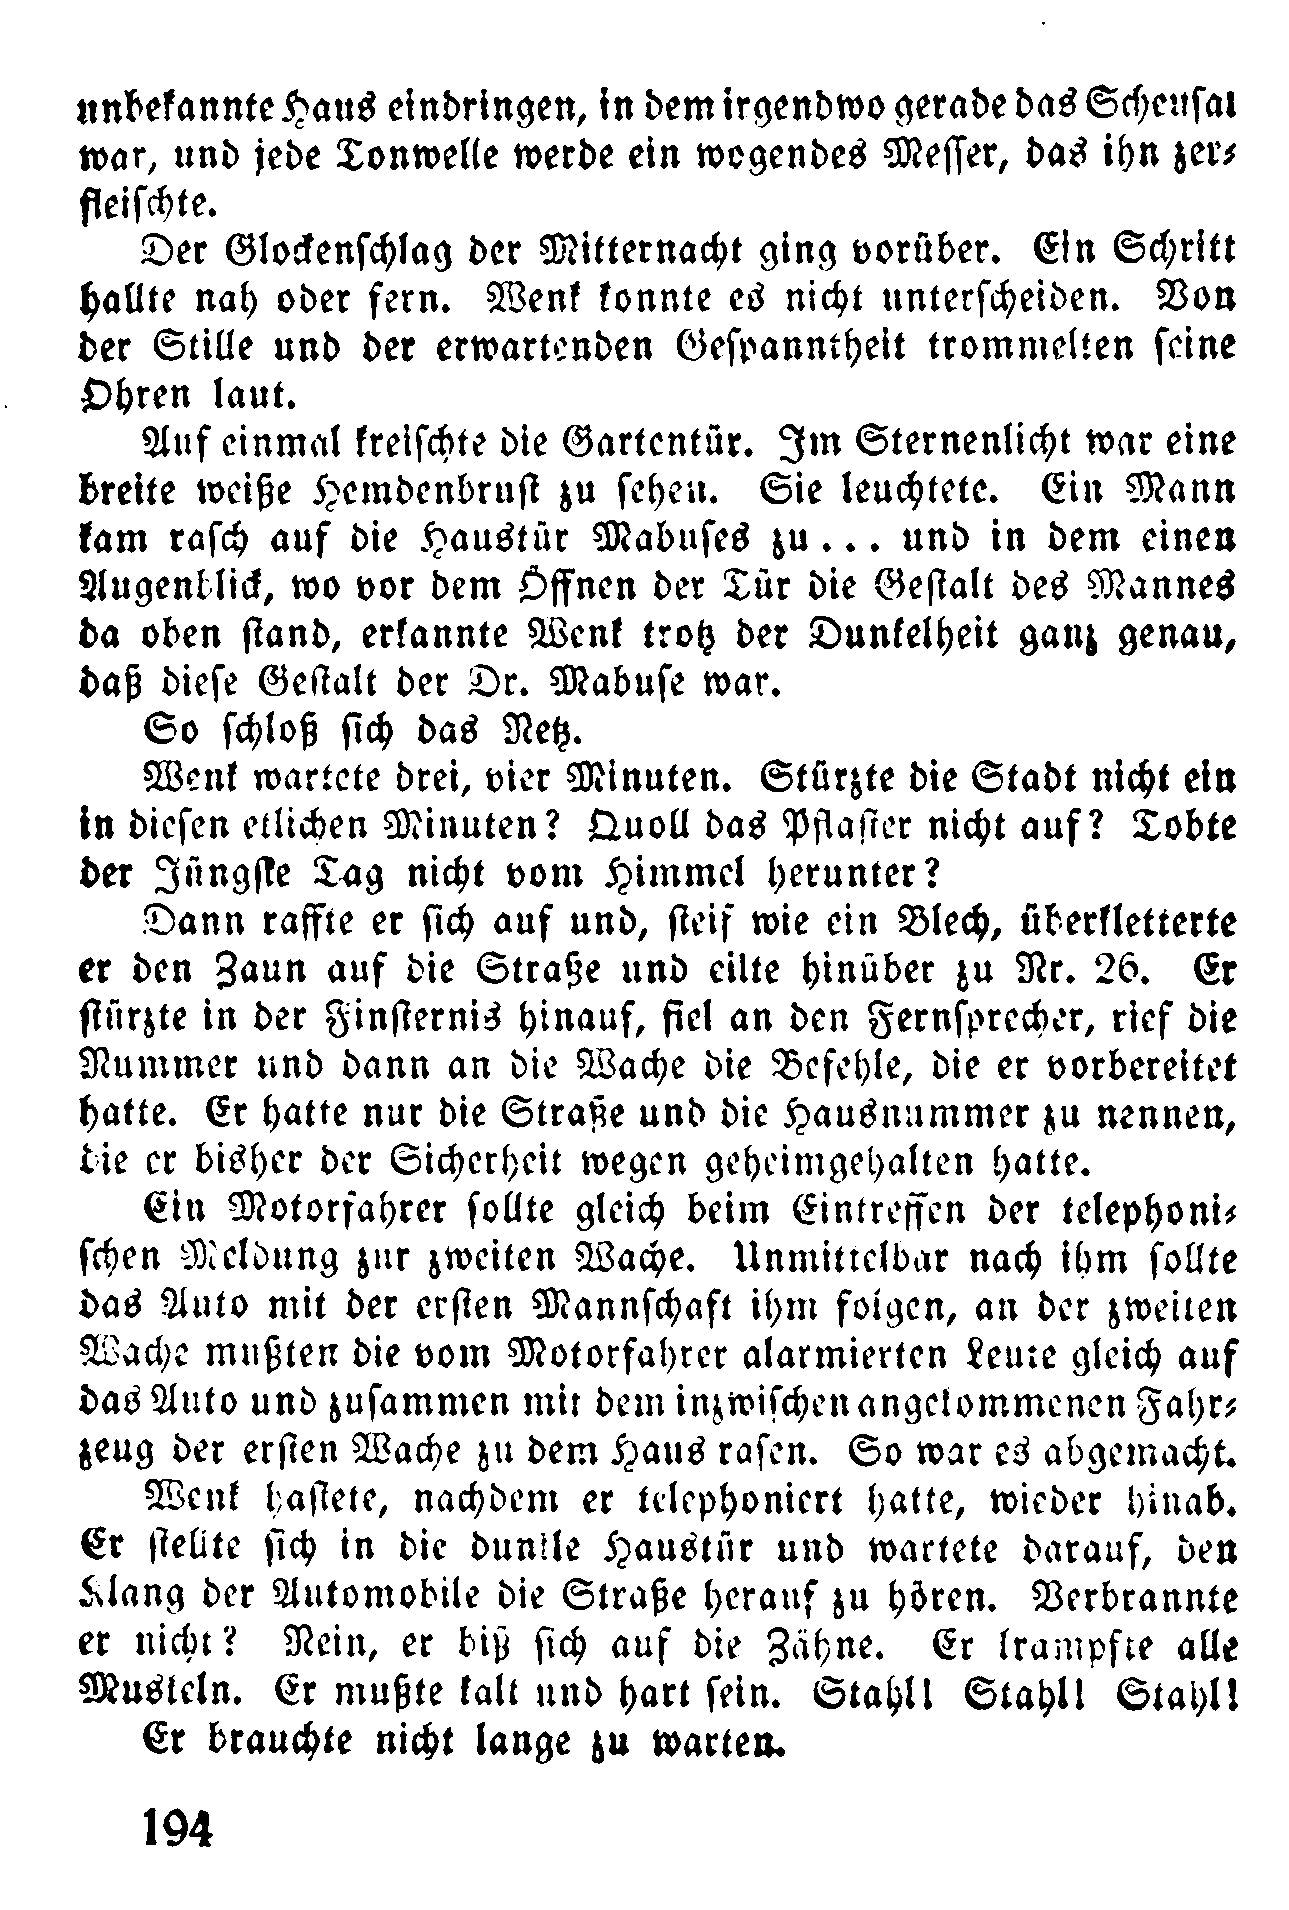 unbekannte Haus eindringen, in dem irgendwo gerade das Scheusal
war, und jede Tonwelle werde ein wogendes Messer, das ihn zer-
fleischte.
Der Glockenschlag der Mitternacht ging vorüber. Ein Schritt
hallte nah oder fern. Wenk konnte es nicht unterscheiden. Von
der Stille und der erwartenden Gespanntheit trommelten seine
Ohren laut.
Auf einmal kreischte die Gartentür. Im Sternenlicht war eine
breite weiße Hemdenbrust zu sehen. Sie leuchtete. Ein Mann
kam rasch auf die Haustür Mabuses zu... und in dem einen
Augenblick, wo vor dem Öffnen der Tür die Gestalt des Mannes
da oben stand, erkannte Wenk trotz der Dunkelheit ganz genau,
daß diese Gestalt der Dr. Mabuse war.
So schloß sich das Netz.
Wenk wartete drei, vier Minuten. Stürzte die Stadt nicht ein
in diesen etlichen Minuten? Quoll das Pflaster nicht auf? Tobte
der Jüngste Tag nicht vom Himmel herunter?
Dann raffte er sich auf und, steif wie ein Blech, überkletterte
er den Zaun auf die Straße und eilte hinüber zu Nr. 26. Er
stürzte in der Finsternis hinauf, fiel an den Fernsprecher, rief die
Nummer und dann an die Wache die Befehle, die er vorbereitet
hatte. Er hatte nur die Straße und die Hausnummer zu nennen,
die er bisher der Sicherheit wegen geheimgehalten hatte.
Ein Motorfahrer sollte gleich beim Eintreffen der telephoni-
schen Meldung zur zweiten Wache. Unmittelbar nach ihm sollte
das Auto mit der ersten Mannschaft ihm folgen, an der zweiten
Wache mußten die vom Motorfahrer alarmierten Leute gleich auf
das Auto und zusammen mit dem inzwischen angekommenen Fahr-
zeug der ersten Wache zu dem Haus rasen. So war es abgemacht.
Wenk hastete, nachdem er telephoniert hatte, wieder hinab.
Er stellte sich in die dunkle Haustür und wartete darauf, den
Klang der Automobile die Straße herauf zu hören. Verbrannte
er nicht? Nein, er biß sich auf die Zähne. Er krampfte alle
Muskeln. Er mußte kalt und hart sein. Stahl! Stahl! Stahl!
Er brauchte nicht lange zu warten.
194